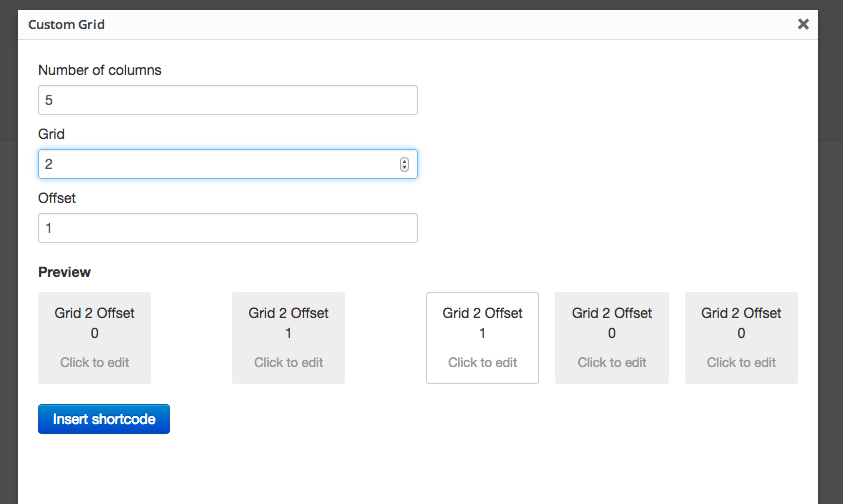 Custom Grid
Number of columns
5
Grid
2
Offset
1
Preview
Grid 2 Offset
0
Click to edit
Grid 2 Offset
1
Click to edit
Grid 2 Offset
1
Click to edit
Grid 2 Offset
0
Click to edit
Grid 2 Offset
0
Click to edit
Insert shortcode